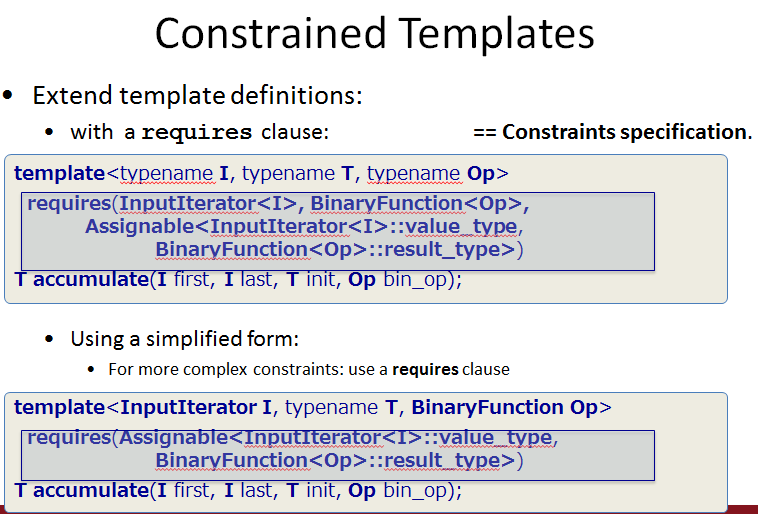 Constrained Templates
• Extend template definitions:
• with a requires clause: == Constraints specification.
template<typename I, typename T, typename Op>
requires(InputIterator<I>, BinaryFunction<Op>,
Assignable<InputIterator<I>::value_type,
BinaryFunction<Op>::result_type>)
T accumulate(I first, I last, T init, Op bin_op);
• Using a simplified form:
• For more complex constraints: use a requires clause
template<InputIterator I, typename T, BinaryFunction Op>
requires(Assignable<InputIterator<I>::value_type,
BinaryFunction<Op>::result_type>)
T accumulate(I first, I last, T init, Op bin_op);